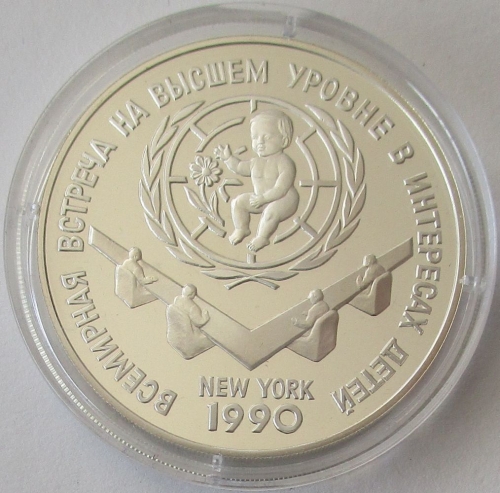 ВСЕМИРНАЯ ВСТРЕЧА НА ВЫСШЕМ УРОВНЕ В ИНТЕРЕСАХ ДЕТЕЙ
NEW YORK
1990